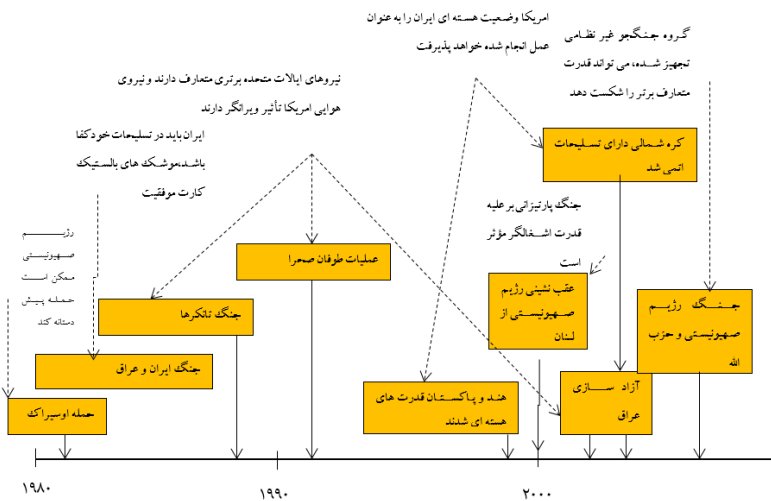 امریکا وضعیت هسته ای ایران را به عنوان
عمل انجام شده خواهد پذیرفت
گروه جنگجو غیر نظامی
تجهیز شده، می تواند قدرت
متعارف برتر را شکست دهد
نیروهای ایالات متحده برتری متعارف دارند و نیروی
هوایی امریکا تأثیر ویرانگر دارند
ایران باید در تسلیحات خودکفا
باشد،موشک های بالستیک
کارت موفقیت
کره شمالی دارای تسلیحات
اتمی شد
جنگ پارتیزانی بر علیه
قدرت اشغالگر مؤثر
است
رژیم
صهیونیستی
ممکن است
حمله پیش
دستانه کند
عملیات طوفان صحرا
عقب نشینی رژیم
صهیونیستی از
لبنان
جنگ رژیم
صهیونیستی و حزب
الله
جنگ تانکرها
جنگ ایران و عراق
هند و پاکستان قدرت های
هسته ای شدند
آزاد سازی
عراق
حمله اوسیراک
۱۹۸۰
۱۹۹۰
۲۰۰۰